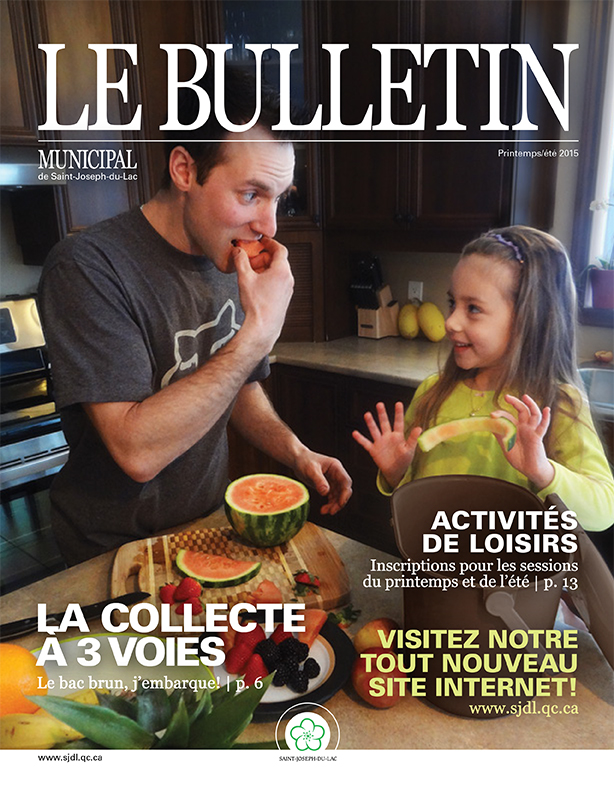 LE BULLETIN
MUNICIPAL
de Saint-Joseph-du-Lac
Printemps/été 2015
ACTIVITÉS
DE LOISIRS
Inscriptions pour les sessions
du printemps et de l'été | p. 13
LA COLLECTE
À 3 VOIES
Le bac brun, j'embarque! | p. 6
VISITEZ NOTRE
TOUT NOUVEAU
SITE INTERNET!
www.sjdl.qc.ca
www.sjdl.qc.ca
SAINT-JOSEPH-DU-LAC